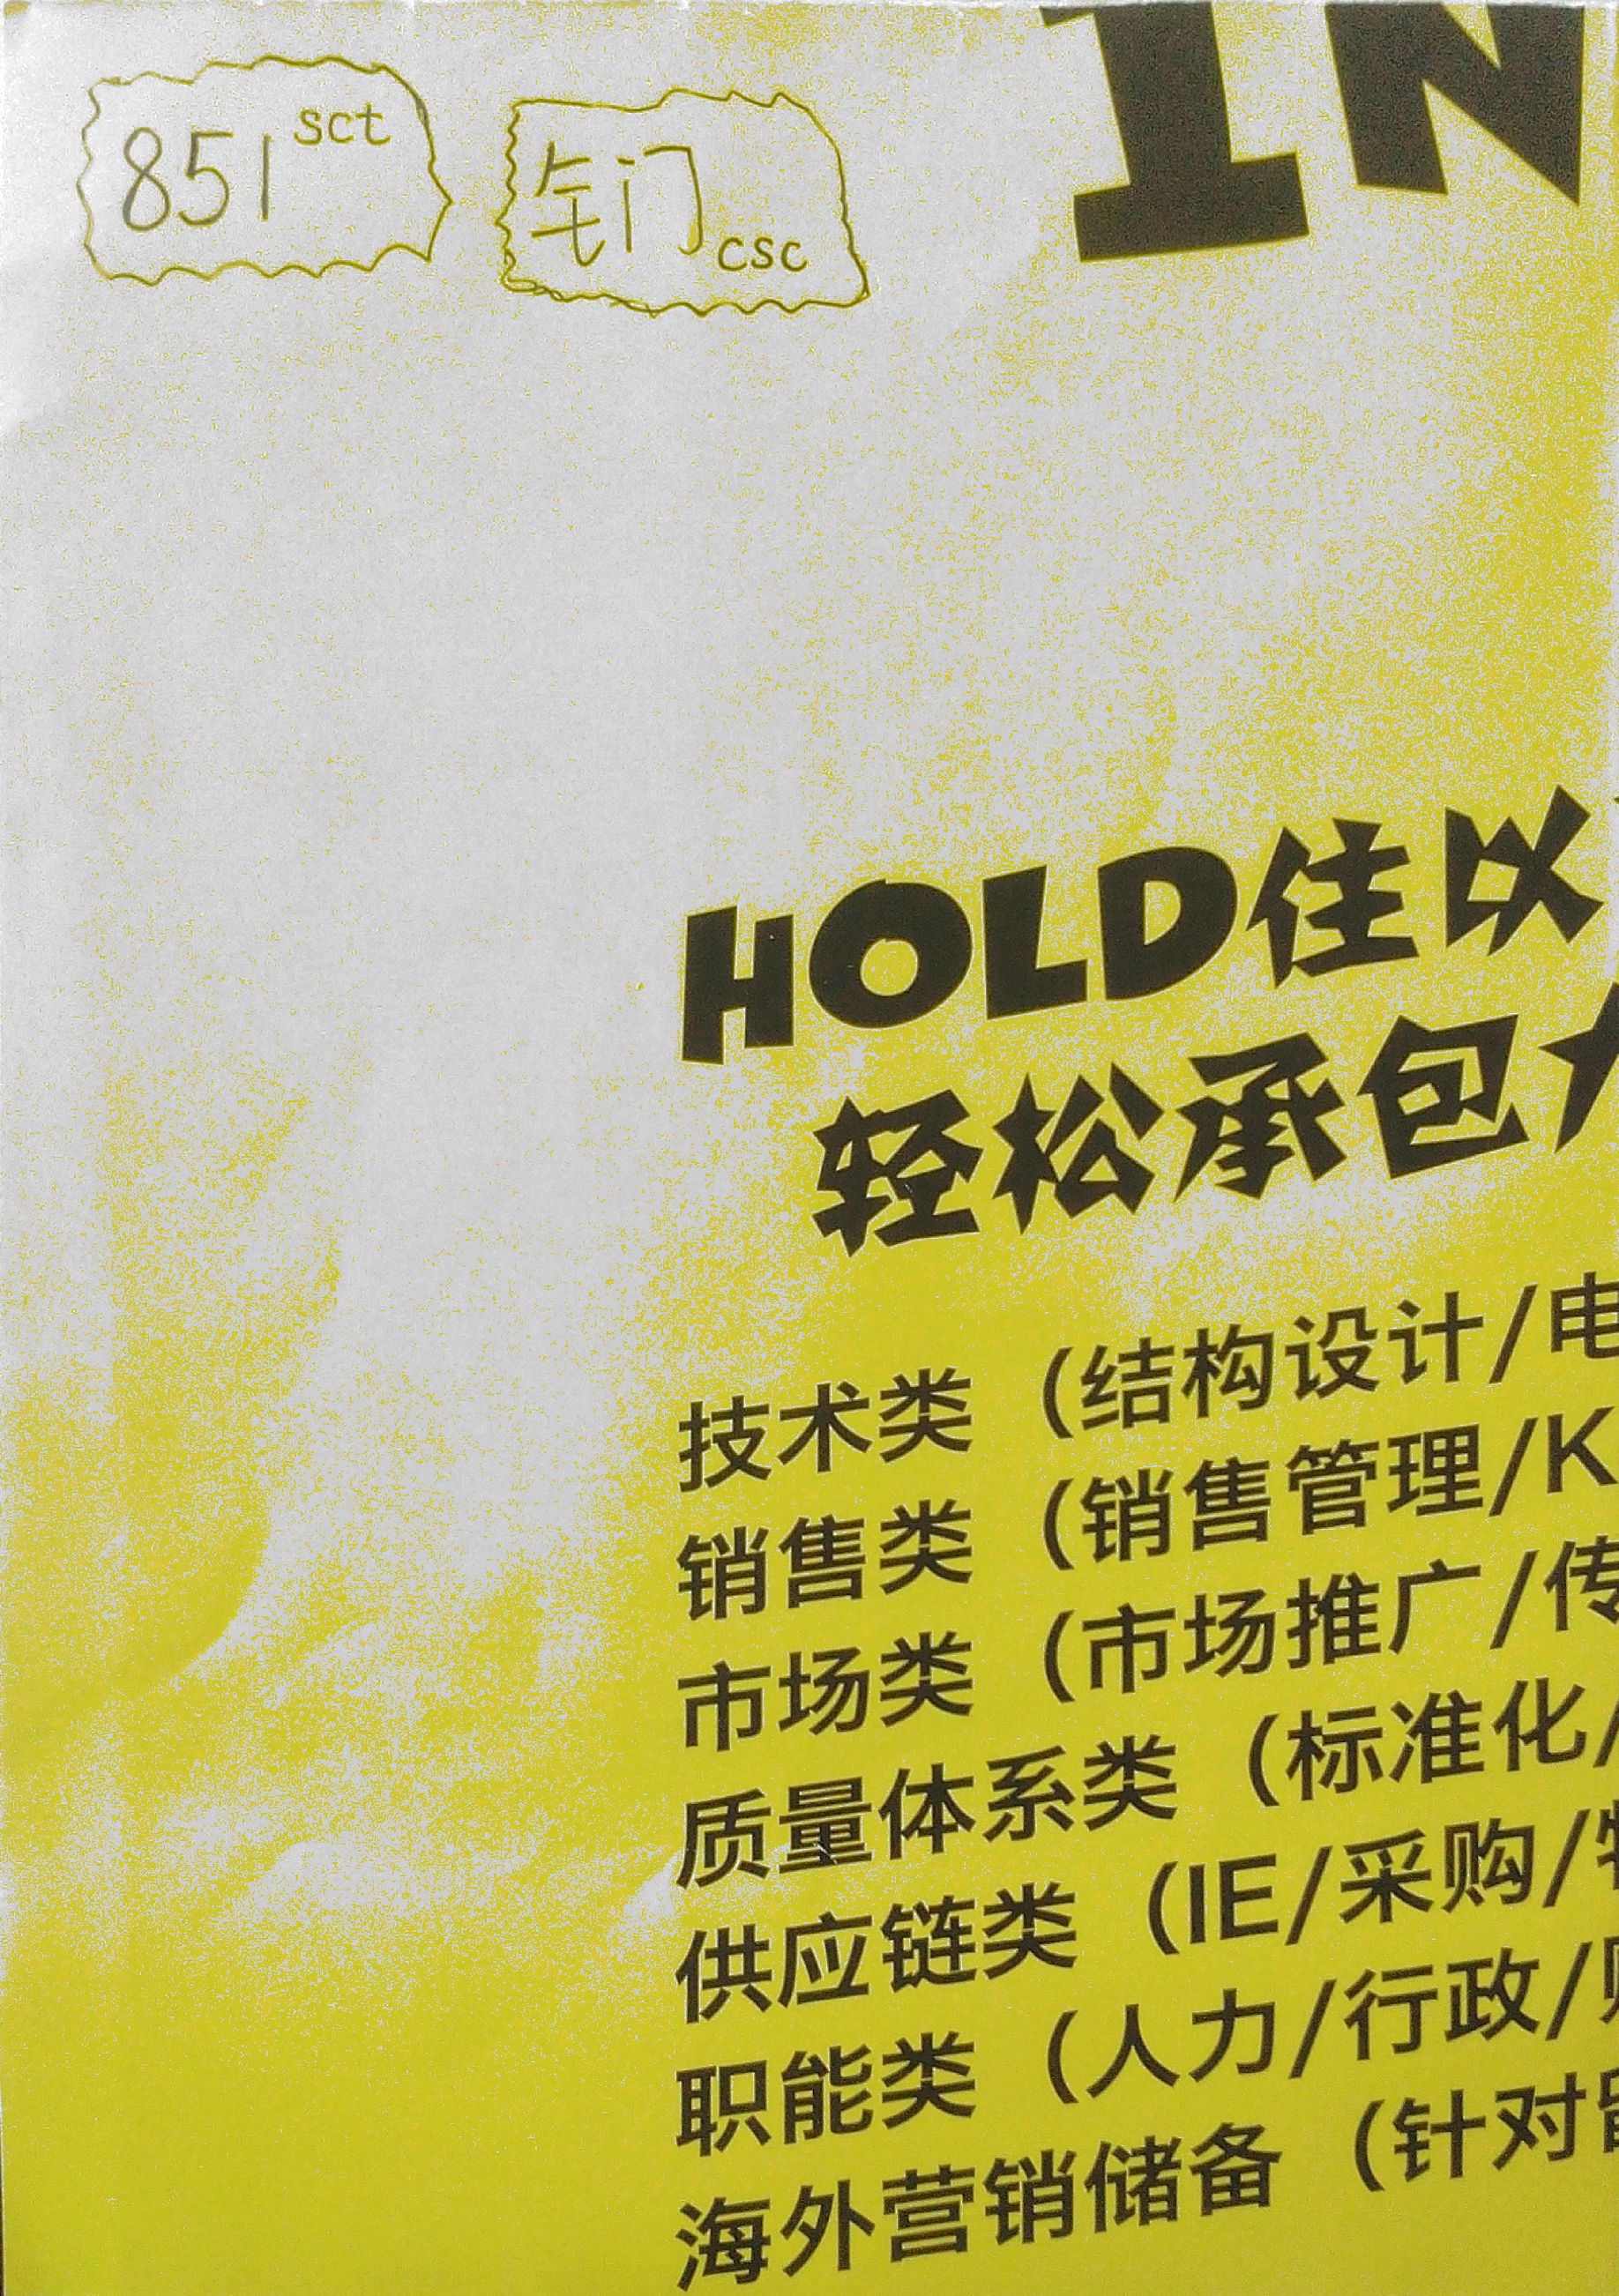 851 sct
csc
IN
HOLD住以
轻松承包
技术类（结构设计/电
销售类（销售管理/K
市场类（市场推广/传
质量体系类（标准化/
供应链类（IE/采购/
职能类（人力/行政/
海外营销储备（针对